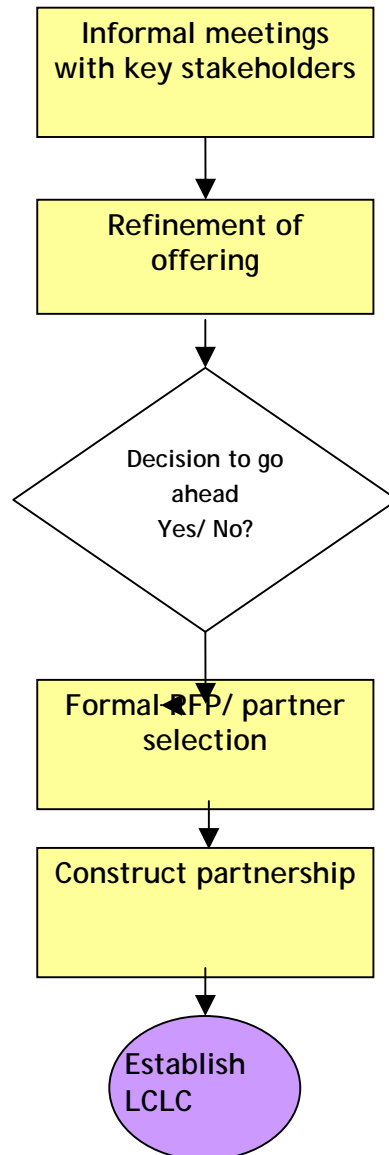 Informal meetings
with key stakeholders
Refinement of
offering
Decision to go
ahead
Yes/ No?
Formal RFP/ partner
selection
Construct partnership
Establish
LCLC